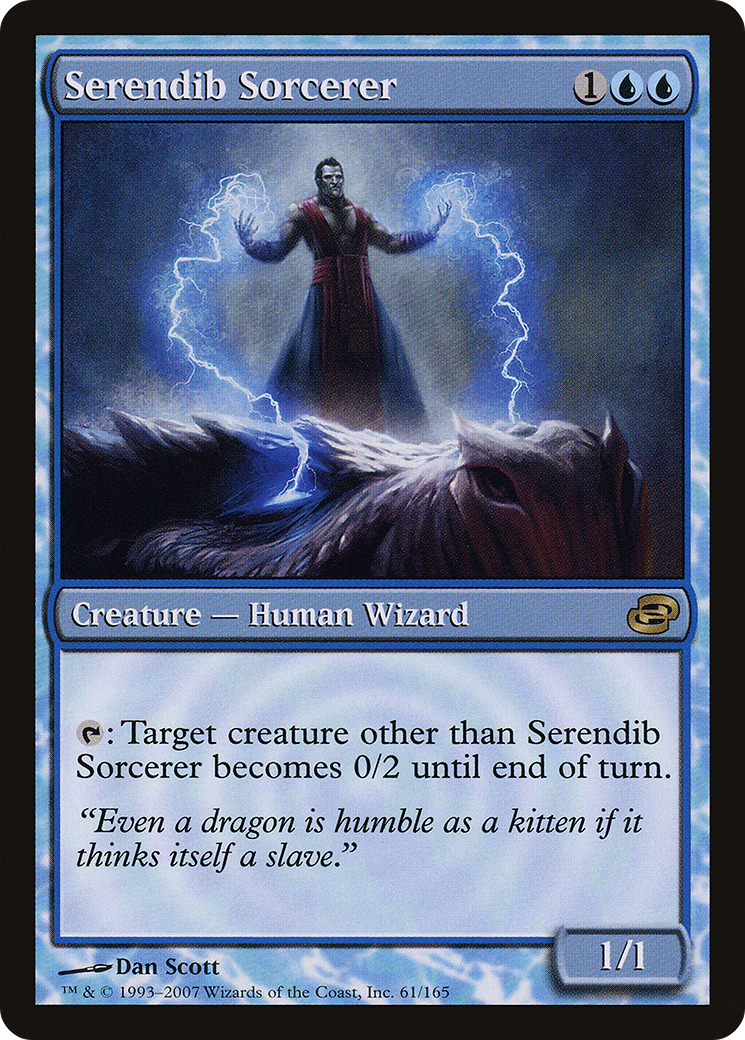 Serendib Sorcerer 1
Creature — Human Wizard
: Target creature other than Serendib
Sorcerer becomes 0/2 until end of turn.
“Even a dragon is humble as a kitten if it
thinks itself a slave.”
1/1
Dan Scott
™ & © 1993–2007 Wizards of the Coast, Inc. 61/165